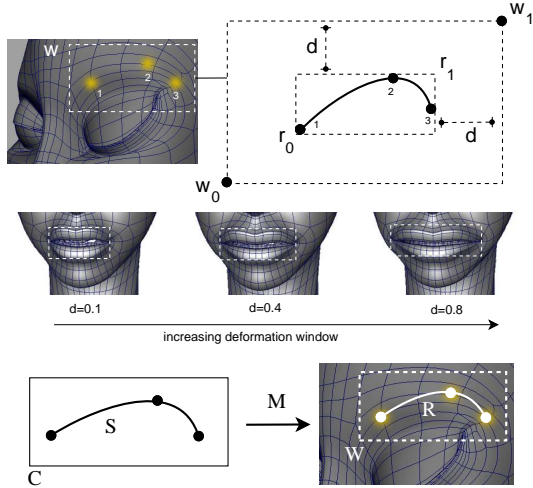 w₁
W
d
r₁
2
1
3
2
1
3
d
r₀
w₀
d=0.1
d=0.4
d=0.8
increasing deformation window
M
S
R
W
C